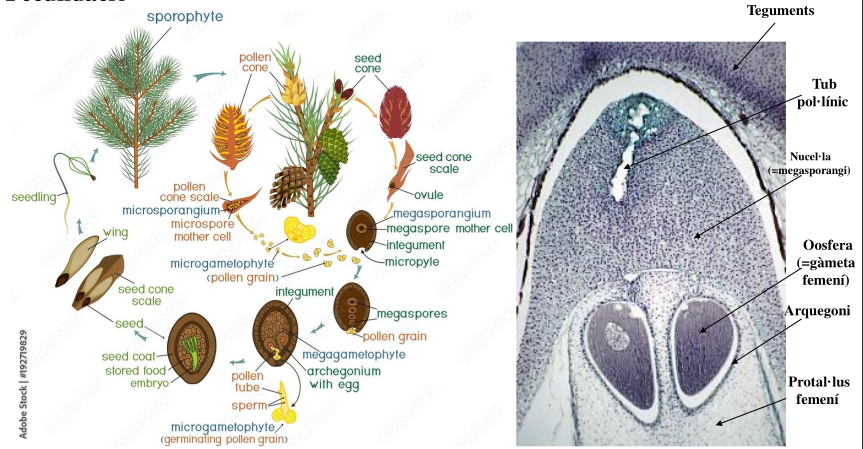 sporophyte
pollen
cone
seed
cone
seed cone
scale
ovule
pollen
cone scale
microsporangium
microspore
mother cell
megasporangium
megaspore mother cell
integument
micropyle
microgametophyte
(pollen grain)
seedling
wing
seed cone
scale
seed
integument
megaspores
pollen grain
megagametophyte
archegonium
with egg
seed coat
stored food
embryo
pollen
tube
sperm
microgametophyte
(germinating pollen grain)
Adobe Stock | #192719829
Teguments
Tub
pol·línic
Nucel·la
(=megasporangi)
Oosfera
(=gàmeta
femení)
Arquegoni
Protal·lus
femení